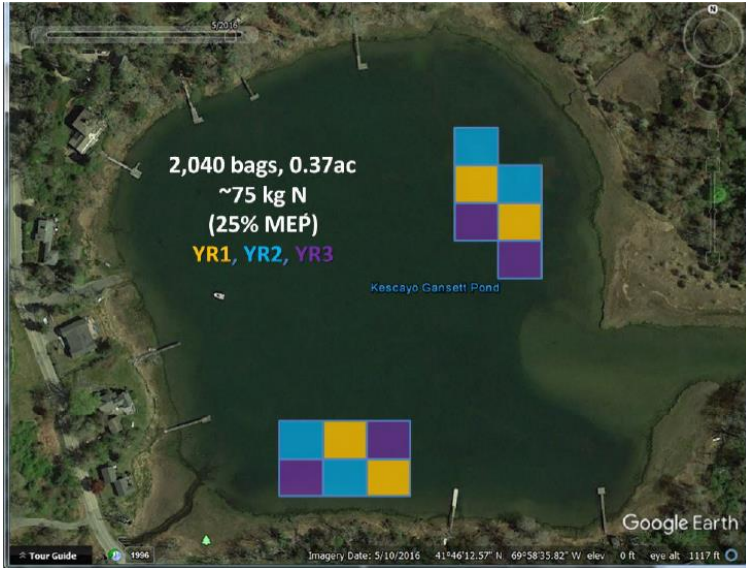 5/2016
N
2,040 bags, 0.37ac
~75 kg N
(25% MEP)
YR1, YR2, YR3
Kescayo Gansett Pond
Google Earth
Tour Guide
1996
Imagery Date: 5/10/2016 41°46'12.57" N 69°58'35.82" W elev 0 ft eye alt 1117 ft